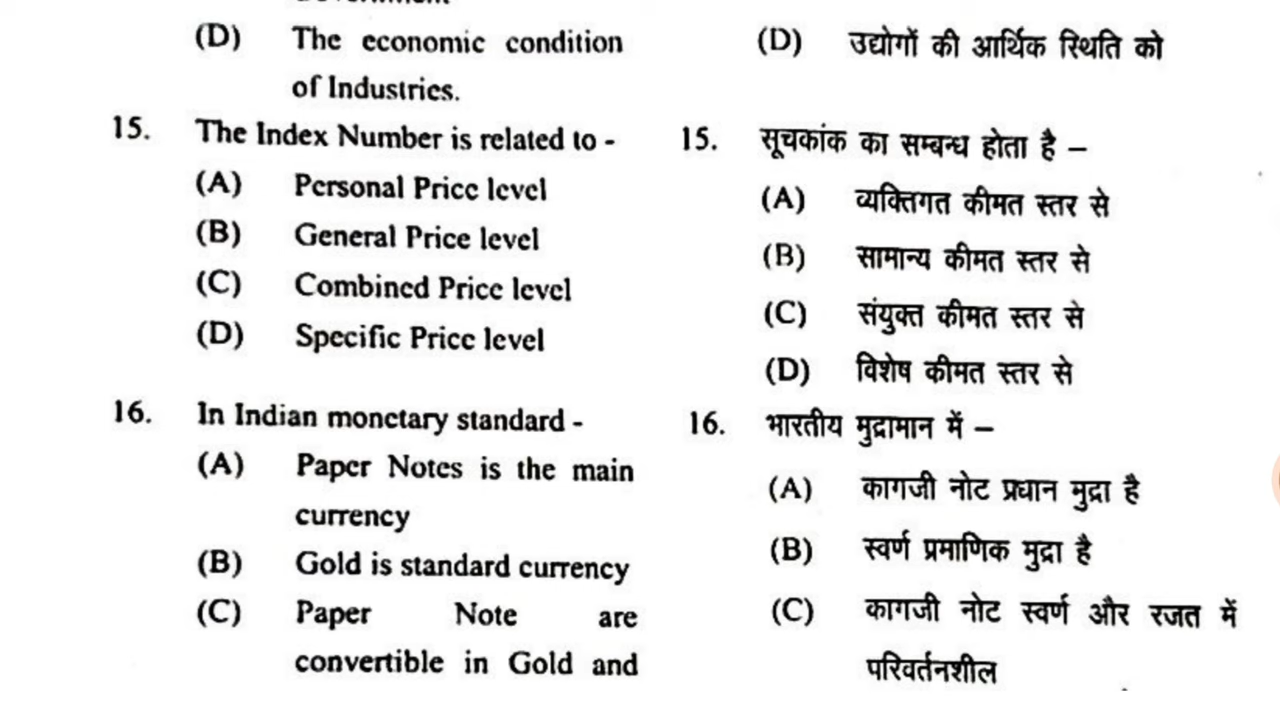 (D) The economic condition
of Industries.
15. The Index Number is related to -
(A) Personal Price level
(B) General Price level
(C) Combined Price level
(D) Specific Price level
16. In Indian monetary standard -
(A) Paper Notes is the main
currency
(B) Gold is standard currency
(C) Paper Note are
convertible in Gold and
(D) उद्योगों की आर्थिक स्थिति को
15. सूचकांक का सम्बन्ध होता है –
(A) व्यक्तिगत कीमत स्तर से
(B) सामान्य कीमत स्तर से
(C) संयुक्त कीमत स्तर से
(D) विशेष कीमत स्तर से
16. भारतीय मुद्रामान में –
(A) कागजी नोट प्रधान मुद्रा है
(B) स्वर्ण प्रमाणिक मुद्रा है
(C) कागजी नोट स्वर्ण और रजत में
परिवर्तनशील